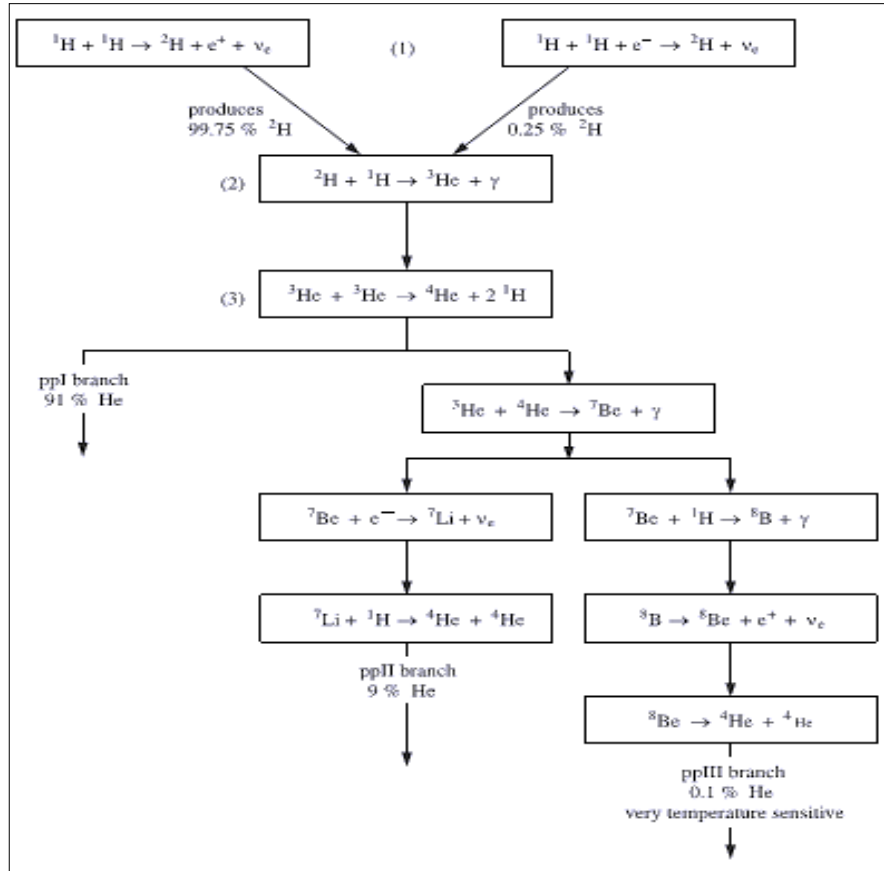 ¹H + ¹H → ²H + e⁺ + νₑ
(1)
¹H + ¹H + e⁻ → ²H + νₑ
produces
99.75 % ²H
produces
0.25 % ²H
(2)
²H + ¹H → ³He + γ
(3)
³He + ³He → ⁴He + 2 ¹H
ppI branch
91 % He
³He + ⁴He → ⁷Be + γ
⁷Be + e⁻ → ⁷Li + νₑ
⁷Be + ¹H → ⁸B + γ
⁷Li + ¹H → ⁴He + ⁴He
⁸B → ⁸Be + e⁺ + νₑ
ppII branch
9 % He
⁸Be → ⁴He + ⁴He
ppIII branch
0.1 % He
very temperature sensitive